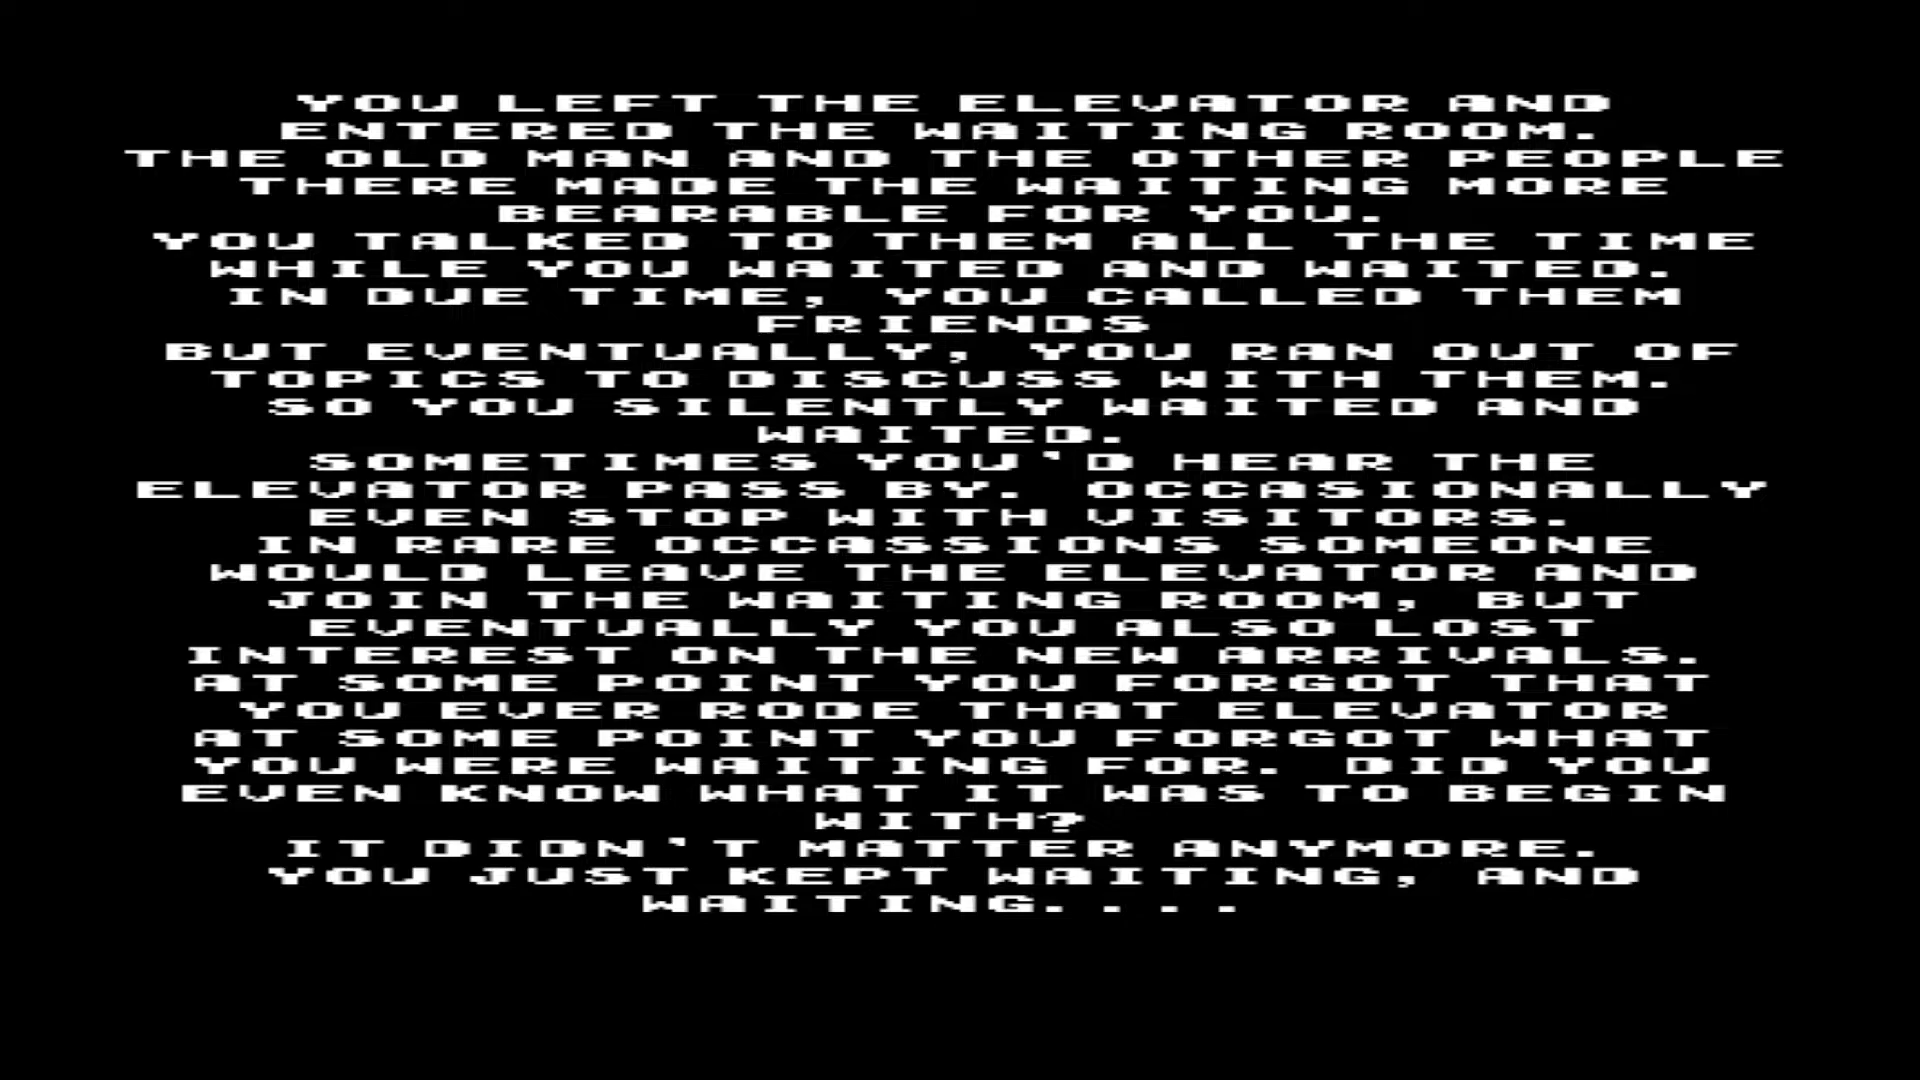 YOU LEFT THE ELEVATOR AND
ENTERED THE WAITING ROOM.
THE OLD MAN AND THE OTHER PEOPLE
THERE MADE THE WAITING MORE
BEARABLE FOR YOU.
YOU TALKED TO THEM ALL THE TIME
WHILE YOU WAITED AND WAITED.
IN DUE TIME, YOU CALLED THEM
FRIENDS
BUT EVENTUALLY, YOU RAN OUT OF
TOPICS TO DISCUSS WITH THEM.
SO YOU SILENTLY WAITED AND
WAITED.
SOMETIMES YOU'D HEAR THE
ELEVATOR PASS BY. OCCASIONALLY
EVEN STOP WITH VISITORS.
IN RARE OCCASSIONS SOMEONE
WOULD LEAVE THE ELEVATOR AND
JOIN THE WAITING ROOM, BUT
EVENTUALLY YOU ALSO LOST
INTEREST ON THE NEW ARRIVALS.
AT SOME POINT YOU FORGOT THAT
YOU EVER RODE THAT ELEVATOR
AT SOME POINT YOU FORGOT WHAT
YOU WERE WAITING FOR. DID YOU
EVEN KNOW WHAT IT WAS TO BEGIN
WITH?
IT DIDN'T MATTER ANYMORE.
YOU JUST KEPT WAITING, AND
WAITING....